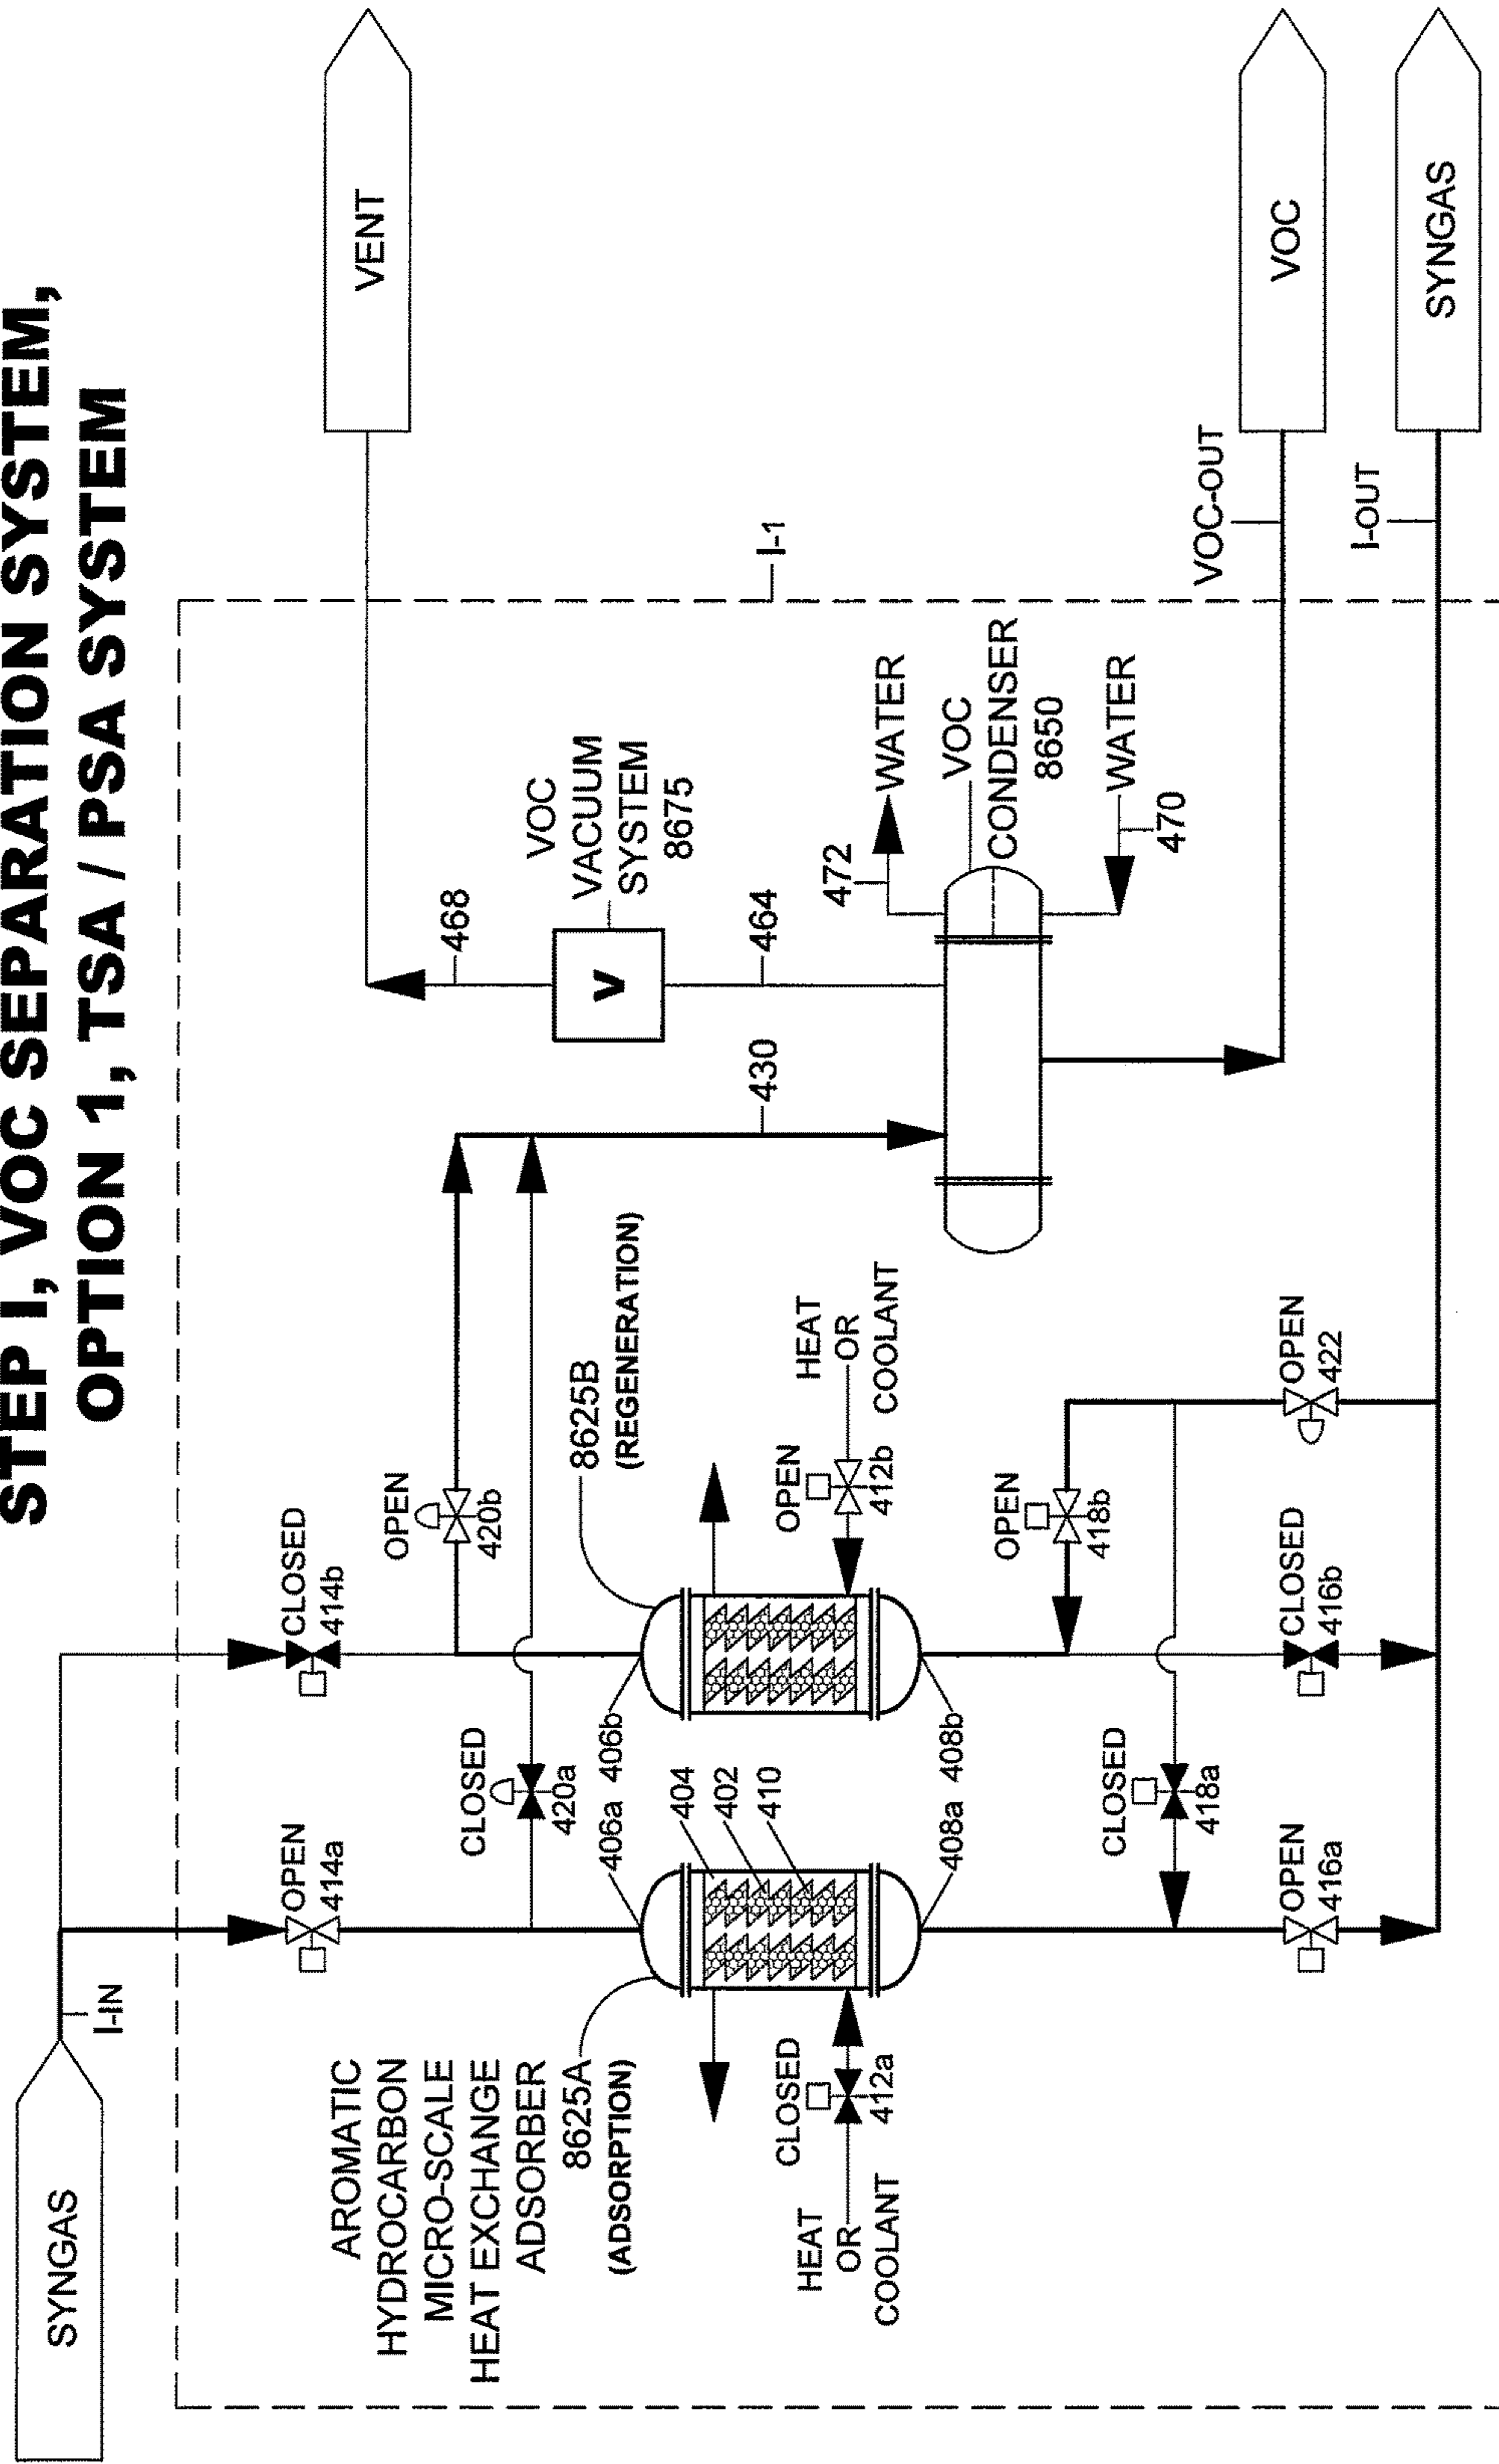 STEP I, VOC SEPARATION SYSTEM,
OPTION 1, TSA / PSA SYSTEM
SYNGAS
I-IN
VENT
OPEN
414a
CLOSED
414b
CLOSED
420a
OPEN
420b
468
VOC
VACUUM
SYSTEM
8675
V
464
430
I-1
AROMATIC
HYDROCARBON
MICRO-SCALE
HEAT EXCHANGE
ADSORBER
8625A
(ADSORPTION)
406a
406b
404
402
410
8625B
(REGENERATION)
HEAT
OR
COOLANT
CLOSED
412a
HEAT
OR
COOLANT
OPEN
412b
408a
408b
472
WATER
VOC
CONDENSER
8650
WATER
470
CLOSED
418a
OPEN
418b
OPEN
416a
CLOSED
416b
OPEN
422
VOC-OUT
VOC
I-OUT
SYNGAS